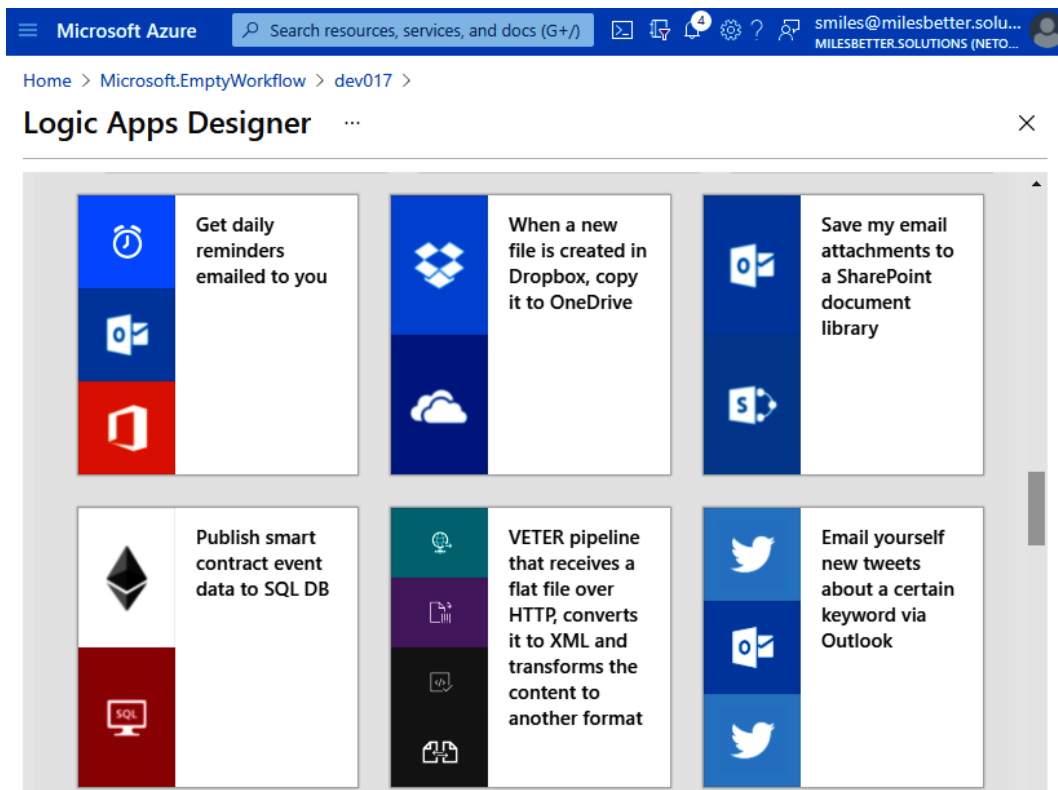 Microsoft Azure
Search resources, services, and docs (G+/)
4
smiles@milesbetter.solu...
MILESBETTER.SOLUTIONS (NETO...
Home > Microsoft.EmptyWorkflow > dev017 >
Logic Apps Designer ...
Get daily
reminders
emailed to you
When a new
file is created in
Dropbox, copy
it to OneDrive
Save my email
attachments to
a SharePoint
document
library
Publish smart
contract event
data to SQL DB
SQL
VETER pipeline
that receives a
flat file over
HTTP, converts
it to XML and
transforms the
content to
another format
Email yourself
new tweets
about a certain
keyword via
Outlook